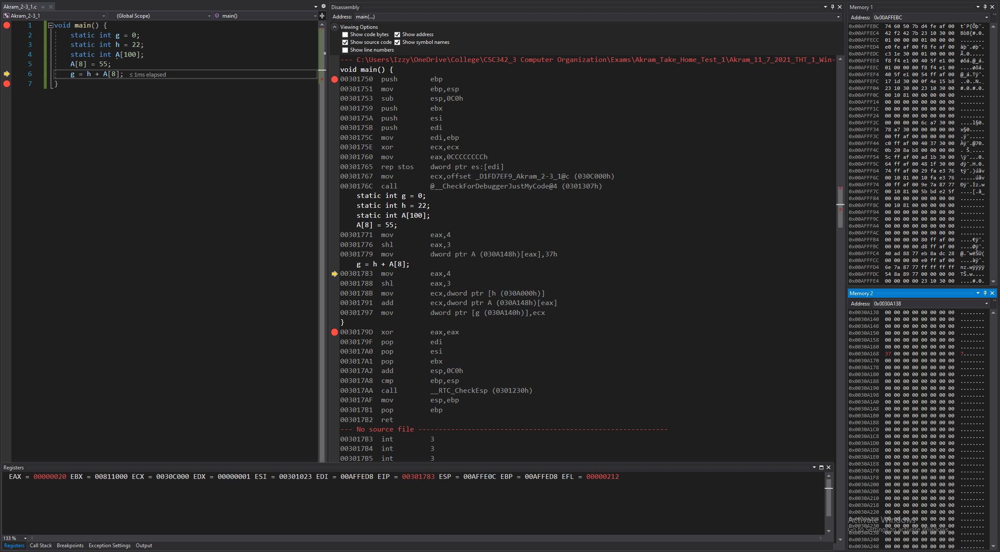 Akram_2-3_1.c
Akram_2-3_1
(Global Scope)
main()
1 void main() {
2 static int g = 0;
3 static int h = 22;
4 static int A[100];
5 A[8] = 55;
6 g = h + A[8]; ≤ 1ms elapsed
7 }
Disassembly
Address: main(...)
Viewing Options
Show code bytes Show address
Show source code Show symbol names
Show line numbers
--- C:\Users\Izzy\OneDrive\College\CSC342_3 Computer Organization\Exams\Akram_Take_Home_Test_1\Akram_11_7_2021_THT_1_Win-
void main() {
00301750 push ebp
00301751 mov ebp,esp
00301753 sub esp,0C0h
00301759 push ebx
0030175A push esi
0030175B push edi
0030175C mov edi,ebp
0030175E xor ecx,ecx
00301760 mov eax,0CCCCCCCCh
00301765 rep stos dword ptr es:[edi]
00301767 mov ecx,offset _D1FD7EF9_Akram_2-3_1@c (030C000h)
0030176C call @__CheckForDebuggerJustMyCode@4 (0301307h)
static int g = 0;
static int h = 22;
static int A[100];
A[8] = 55;
00301771 mov eax,4
00301776 shl eax,3
00301779 mov dword ptr A (030A148h)[eax],37h
g = h + A[8];
00301783 mov eax,4
00301788 shl eax,3
0030178B mov ecx,dword ptr [h (030A000h)]
00301791 add ecx,dword ptr A (030A148h)[eax]
00301797 mov dword ptr [g (030A140h)],ecx
}
0030179D xor eax,eax
0030179F pop edi
003017A0 pop esi
003017A1 pop ebx
003017A2 add esp,0C0h
003017A8 cmp ebp,esp
003017AA call __RTC_CheckEsp (0301230h)
003017AF mov esp,ebp
003017B1 pop ebp
003017B2 ret
--- No source file -------------------------------------------------------------
003017B3 int 3
003017B4 int 3
003017B5 int 3
Memory 1
Address: 0x00AFFEBC
0x00AFFEBC 74 60 50 7b d4 fe af 00 t`P{Ôþ¯.
0x00AFFEC4 42 f2 42 7b 23 10 30 00 BòB{#.0.
0x00AFFECC 01 00 00 00 01 00 00 00 ........
0x00AFFED4 e0 fe af 00 f8 fe af 00 àþ¯.øþ¯.
0x00AFFEDC c3 1e 30 00 01 00 00 00 Ã.0.....
0x00AFFEE4 f8 f4 e1 00 40 5f e1 00 øôá.@_á.
0x00AFFEEC 01 00 00 00 f8 f4 e1 00 ....øôá.
0x00AFFEF4 40 5f e1 00 54 ff af 00 @_á.Tÿ¯.
0x00AFFEFC 17 1d 30 00 0f 4e 15 b8 ..0..N.¸
0x00AFFF04 23 10 30 00 23 10 30 00 #.0.#.0.
0x00AFFF0C 00 10 81 00 00 00 00 00 ........
0x00AFFF14 00 00 00 00 00 00 00 00 ........
0x00AFFF1C 00 00 00 00 00 00 00 00 ........
0x00AFFF24 00 00 00 00 00 00 00 00 ........
0x00AFFF2C 00 00 00 00 6c a7 30 00 ....l§0.
0x00AFFF34 78 a7 30 00 00 00 00 00 x§0.....
0x00AFFF3C 00 ff af 00 00 00 00 00 .ÿ¯.....
0x00AFFF44 c0 ff af 00 40 37 30 00 Àÿ¯.@70.
0x00AFFF4C 0b 20 8a b8 00 00 00 00 . Š¸....
0x00AFFF54 5c ff af 00 ad 1b 30 00 \ÿ¯...0.
0x00AFFF5C 64 ff af 00 48 1f 30 00 dÿ¯.H.0.
0x00AFFF64 74 ff af 00 29 fa e3 76 tÿ¯.)úãv
0x00AFFF6C 00 10 81 00 10 fa e3 76 .....úãv
0x00AFFF74 d0 ff af 00 9e 7a 87 77 Ðÿ¯.žz.w
0x00AFFF7C 00 10 81 00 5b bd e2 5f ....[.â_
0x00AFFF84 00 00 00 00 00 00 00 00 ........
0x00AFFF8C 00 10 81 00 00 00 00 00 ........
0x00AFFF94 00 00 00 00 00 00 00 00 ........
0x00AFFF9C 00 00 00 00 00 00 00 00 ........
0x00AFFFA4 00 00 00 00 00 00 00 00 ........
0x00AFFFAC 00 00 00 00 00 00 00 00 ........
0x00AFFFB4 00 00 00 00 80 ff af 00 ....€ÿ¯.
0x00AFFFBC 00 00 00 00 d8 ff af 00 ....Øÿ¯.
0x00AFFFC4 40 ad 88 77 eb 8a dc 28 @.ˆwëŠÜ(
0x00AFFFCC 00 00 00 00 e0 ff af 00 ....àÿ¯.
0x00AFFFD4 6e 7a 87 77 ff ff ff ff nz.wÿÿÿÿ
0x00AFFFDC 54 8a 89 77 00 00 00 00 TŠ.w....
0x00AFFFE4 00 00 00 00 23 10 30 00 ....#.0.
Memory 2
Address: 0x0030A138
0x0030A138 00 00 00 00 00 00 00 00 ........
0x0030A140 00 00 00 00 00 00 00 00 ........
0x0030A148 00 00 00 00 00 00 00 00 ........
0x0030A150 00 00 00 00 00 00 00 00 ........
0x0030A158 00 00 00 00 00 00 00 00 ........
0x0030A160 00 00 00 00 00 00 00 00 ........
0x0030A168 37 00 00 00 00 00 00 00 7.......
0x0030A170 00 00 00 00 00 00 00 00 ........
0x0030A178 00 00 00 00 00 00 00 00 ........
0x0030A180 00 00 00 00 00 00 00 00 ........
0x0030A188 00 00 00 00 00 00 00 00 ........
0x0030A190 00 00 00 00 00 00 00 00 ........
0x0030A198 00 00 00 00 00 00 00 00 ........
0x0030A1A0 00 00 00 00 00 00 00 00 ........
0x0030A1A8 00 00 00 00 00 00 00 00 ........
0x0030A1B0 00 00 00 00 00 00 00 00 ........
0x0030A1B8 00 00 00 00 00 00 00 00 ........
0x0030A1C0 00 00 00 00 00 00 00 00 ........
0x0030A1C8 00 00 00 00 00 00 00 00 ........
0x0030A1D0 00 00 00 00 00 00 00 00 ........
0x0030A1D8 00 00 00 00 00 00 00 00 ........
0x0030A1E0 00 00 00 00 00 00 00 00 ........
0x0030A1E8 00 00 00 00 00 00 00 00 ........
0x0030A1F0 00 00 00 00 00 00 00 00 ........
0x0030A1F8 00 00 00 00 00 00 00 00 ........
0x0030A200 00 00 00 00 00 00 00 00 ........
0x0030A208 00 00 00 00 00 00 00 00 ........
0x0030A210 00 00 00 00 00 00 00 00 ........
0x0030A218 00 00 00 00 00 00 00 00 ........
0x0030A220 00 00 00 00 00 00 00 00 ........
0x0030A228 00 00 00 00 00 00 00 00 ........
0x0030A230 00 00 00 00 00 00 00 00 ........
0x0030A238 00 00 00 00 00 00 00 00 ........
0x0030A240 00 00 00 00 00 00 00 00 ........
0x0030A248 00 00 00 00 00 00 00 00 ........
Activate Windows
Go to Settings to activate Windows.
Registers
EAX = 00000020 EBX = 00811000 ECX = 0030C000 EDX = 00000001 ESI = 00301023 EDI = 00AFFED8 EIP = 00301783 ESP = 00AFFE0C EBP = 00AFFED8 EFL = 00000212
133 %
Registers Call Stack Breakpoints Exception Settings Output